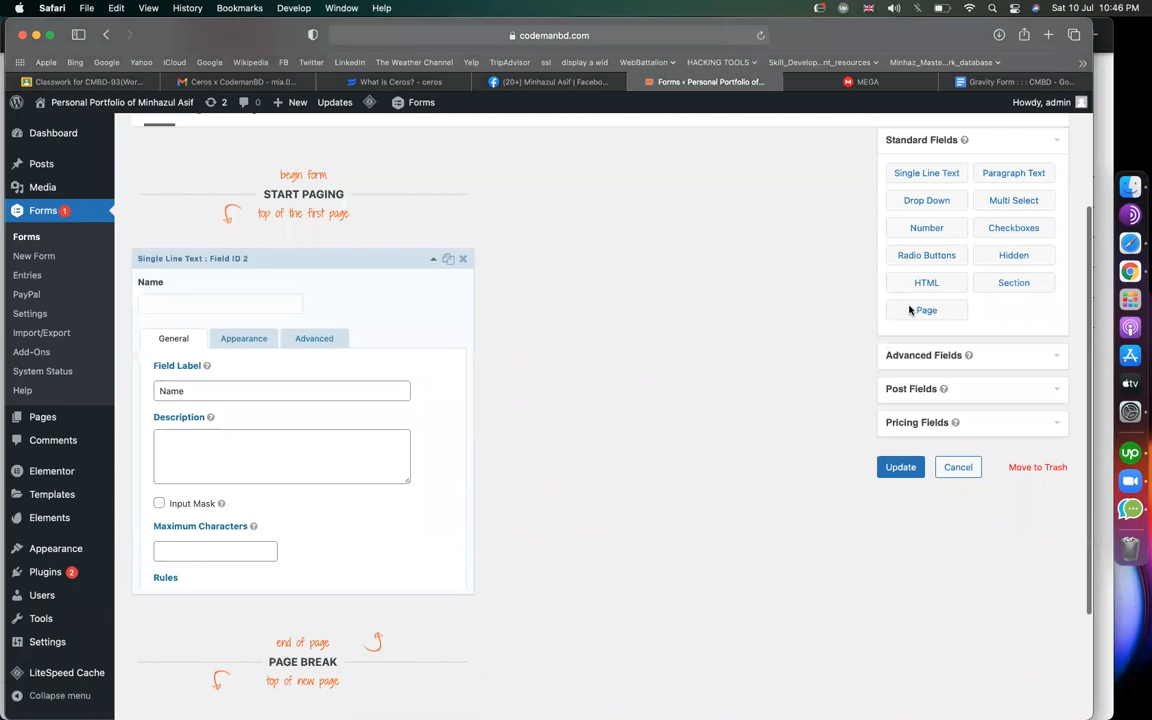 Safari File Edit View History Bookmarks Develop Window Help Sat 10 Jul 10:46 PM
codemanbd.com
Apple Bing Google Yahoo iCloud Google Wikipedia FB Twitter LinkedIn The Weather Channel Yelp TripAdvisor ssl display a wid WebBattalion HACKING TOOLS Skill_Develop...nt_resources Minhaz_Maste...rk_database
Classwork for CMBD-93(Wor... Ceros x CodemanBD - mia.0... What is Ceros? - ceros (20+) Minhazul Asif | Facebo... Forms ‹ Personal Portfolio of... MEGA Gravity Form : : : CMBD - Go...
Personal Portfolio of Minhazul Asif 2 0 + New Updates Forms Howdy, admin
Dashboard
Posts
Media
Forms 1
Forms
New Form
Entries
PayPal
Settings
Import/Export
Add-Ons
System Status
Help
Pages
Comments
Elementor
Templates
Elements
Appearance
Plugins 2
Users
Tools
Settings
LiteSpeed Cache
Collapse menu
begin form
START PAGING
top of the first page
Single Line Text : Field ID 2
Name
General Appearance Advanced
Field Label
Name
Description
Input Mask
Maximum Characters
Rules
end of page
PAGE BREAK
top of new page
Standard Fields
Single Line Text Paragraph Text
Drop Down Multi Select
Number Checkboxes
Radio Buttons Hidden
HTML Section
Page
Advanced Fields
Post Fields
Pricing Fields
Update Cancel Move to Trash
tv
up